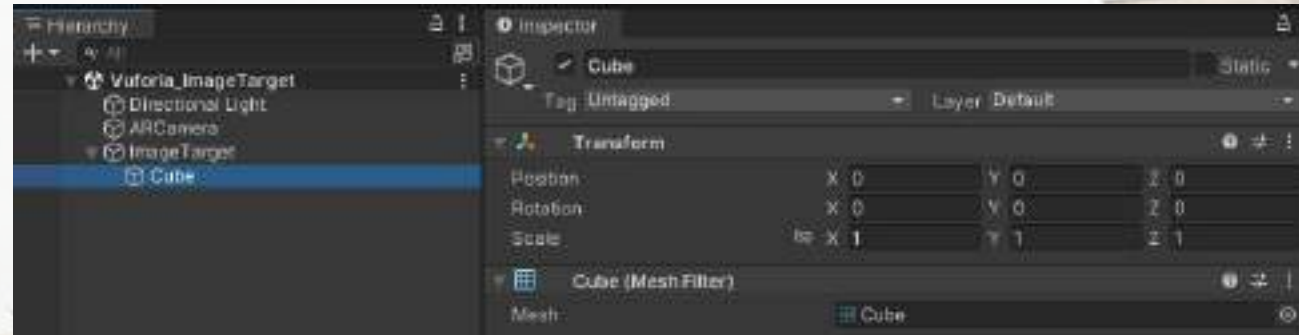 Hierarchy
All
Vuforia_ImageTarget
Directional Light
ARCamera
ImageTarget
Cube
Inspector
Cube
Static
Tag Untagged Layer Default
Transform
Position X 0 Y 0 Z 0
Rotation X 0 Y 0 Z 0
Scale X 1 Y 1 Z 1
Cube (Mesh Filter)
Mesh Cube